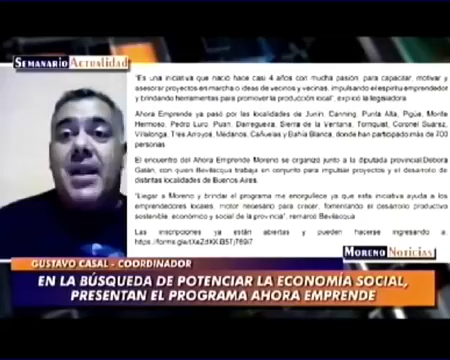 SEMANARIO ACTUALIDAD
"Es una iniciativa que nació hace casi 4 años con mucha pasión, para capacitar, motivar y
asesorar proyectos en marcha o ideas de vecinos y vecinas, impulsando el espíritu emprendedor
y brindando herramientas para promover la producción local", explicó la legisladora.
Ahora Emprende ya pasó por las localidades de Junín, Canning, Punta Alta, Pigüé, Monte
Hermoso, Pedro Luro, Puan, Darregueira, Sierra de la Ventana, Tornquist, Coronel Suárez,
Villalonga, Tres Arroyos, Médanos, Cañuelas y Bahía Blanca, donde han participado más de 700
personas
El encuentro del Ahora Emprende Moreno se organizó junto a la diputada provincial Débora
Galán, con quien Bevilacqua trabaja en conjunto para impulsar proyectos y el desarrollo de
distintas localidades de Buenos Aires.
"Llegar a Moreno y brindar el programa me enorgullece ya que esta iniciativa ayuda a los
emprendedores locales, motor necesario para crecer, fomentando el desarrollo productivo
sostenible, económico y social de la provincia", remarcó Bevilacqua
Las inscripciones ya están abiertas y pueden hacerse ingresando a:
MORENO NOTICIAS
GUSTAVO CASAL - COORDINADOR
EN LA BÚSQUEDA DE POTENCIAR LA ECONOMÍA SOCIAL,
PRESENTAN EL PROGRAMA AHORA EMPRENDE